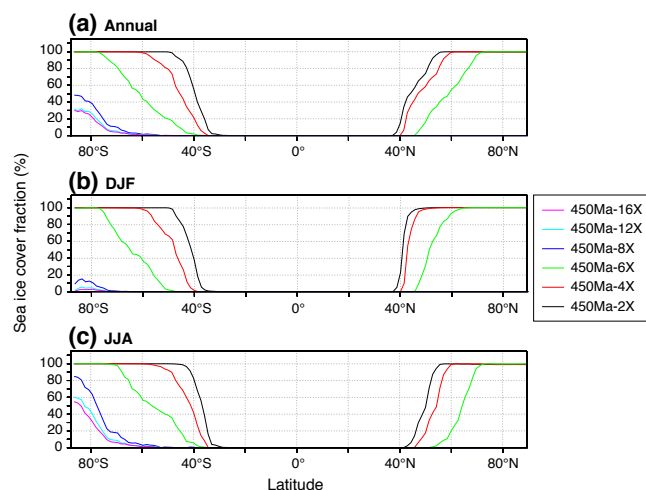 (a) Annual
100
80
60
40
20
0
80°S 40°S 0° 40°N 80°N
(b) DJF
100
80
60
40
20
0
80°S 40°S 0° 40°N 80°N
(c) JJA
100
80
60
40
20
0
80°S 40°S 0° 40°N 80°N
Latitude
Sea ice cover fraction (%)
450Ma-16X
450Ma-12X
450Ma-8X
450Ma-6X
450Ma-4X
450Ma-2X